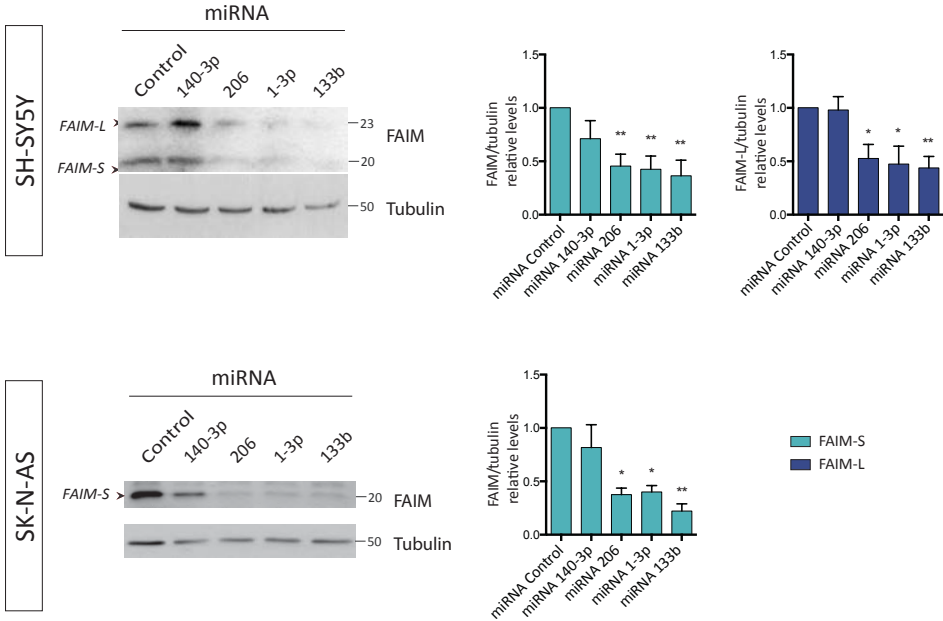 SH-SY5Y
miRNA
Control
140-3p
206
1-3p
133b
FAIM-L
FAIM-S
23
20
50
FAIM
Tubulin
FAIM/tubulin
relative levels
1.5
1.0
0.5
0.0
**
**
**
miRNA Control
miRNA 140-3p
miRNA 206
miRNA 1-3p
miRNA 133b
FAIM-L/tubulin
relative levels
1.5
1.0
0.5
0.0
*
*
**
miRNA Control
miRNA 140-3p
miRNA 206
miRNA 1-3p
miRNA 133b
SK-N-AS
miRNA
Control
140-3p
206
1-3p
133b
FAIM-S
20
50
FAIM
Tubulin
FAIM/tubulin
relative levels
1.5
1.0
0.5
0.0
*
*
**
miRNA Control
miRNA 140-3p
miRNA 206
miRNA 1-3p
miRNA 133b
FAIM-S
FAIM-L